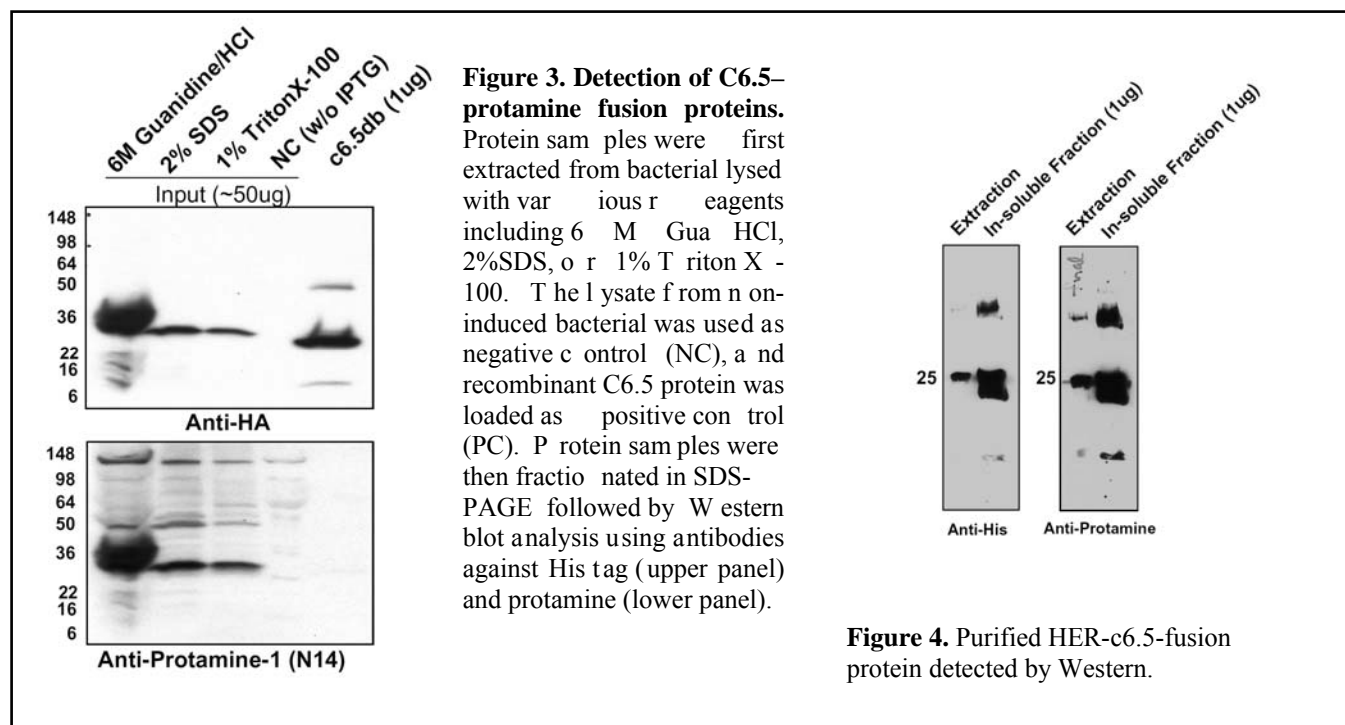 6M Guanidine/HCl
2% SDS
1% TritonX-100
NC (w/o IPTG)
c6.5db (1ug)
Input (~50ug)
148
98
64
50
36
22
16
6
Anti-HA
148
98
64
50
36
22
16
6
Anti-Protamine-1 (N14)
Figure 3. Detection of C6.5–
protamine fusion proteins.
Protein sam ples were first
extracted from bacterial lysed
with var ious r eagents
including 6 M Gua HCl,
2%SDS, o r 1% T riton X -
100. T he l ysate f rom n on-
induced bacterial was used as
negative c ontrol (NC), a nd
recombinant C6.5 protein was
loaded as positive con trol
(PC). P rotein sam ples were
then fractio nated in SDS-
PAGE followed by W estern
blot analysis using antibodies
against His tag (upper panel)
and protamine (lower panel).
Extraction
In-soluble Fraction (1ug)
25
Anti-His
Extraction
In-soluble Fraction (1ug)
25
Anti-Protamine
Figure 4. Purified HER-c6.5-fusion
protein detected by Western.